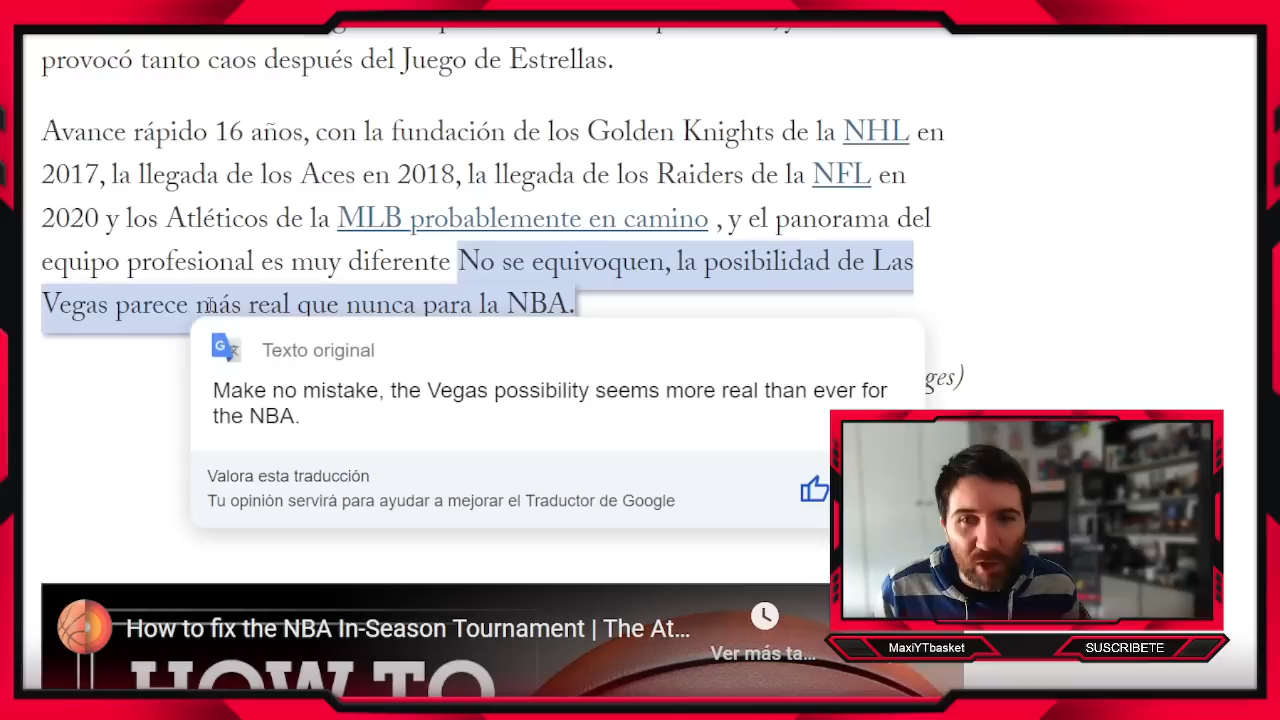 provocó tanto caos después del Juego de Estrellas.
Avance rápido 16 años, con la fundación de los Golden Knights de la NHL en
2017, la llegada de los Aces en 2018, la llegada de los Raiders de la NFL en
2020 y los Atléticos de la MLB probablemente en camino , y el panorama del
equipo profesional es muy diferente No se equivoquen, la posibilidad de Las
Vegas parece más real que nunca para la NBA.
Texto original
Make no mistake, the Vegas possibility seems more real than ever for
the NBA.
ges)
Valora esta traducción
Tu opinión servirá para ayudar a mejorar el Traductor de Google
How to fix the NBA In-Season Tournament | The At...
Ver más ta...
HOW TO
MaxiYTbasket
SUSCRIBETE